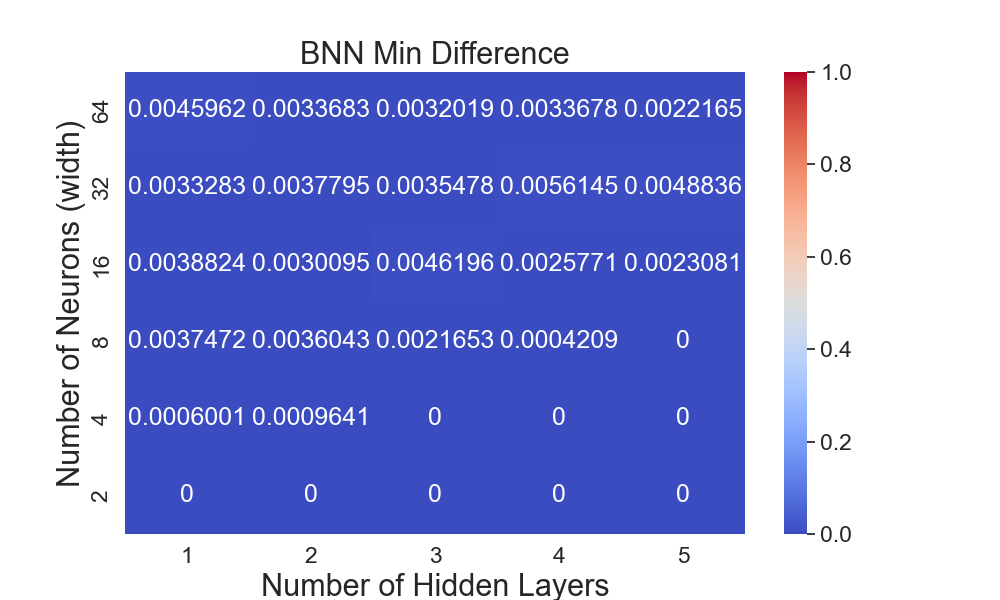 BNN Min Difference
Number of Neurons (width)
64 0.0045962 0.0033683 0.0032019 0.0033678 0.0022165
32 0.0033283 0.0037795 0.0035478 0.0056145 0.0048836
16 0.0038824 0.0030095 0.0046196 0.0025771 0.0023081
8 0.0037472 0.0036043 0.0021653 0.0004209 0
4 0.0006001 0.0009641 0 0 0
2 0 0 0 0 0
1 2 3 4 5
Number of Hidden Layers
1.0
0.8
0.6
0.4
0.2
0.0